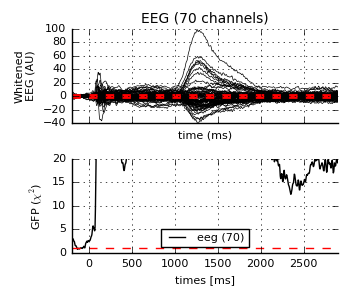 EEG (70 channels)
Whitened
EEG (AU)
100
80
60
40
20
0
−20
−40
time (ms)
GFP (χ²)
20
15
10
5
0
eeg (70)
0 500 1000 1500 2000 2500
times [ms]